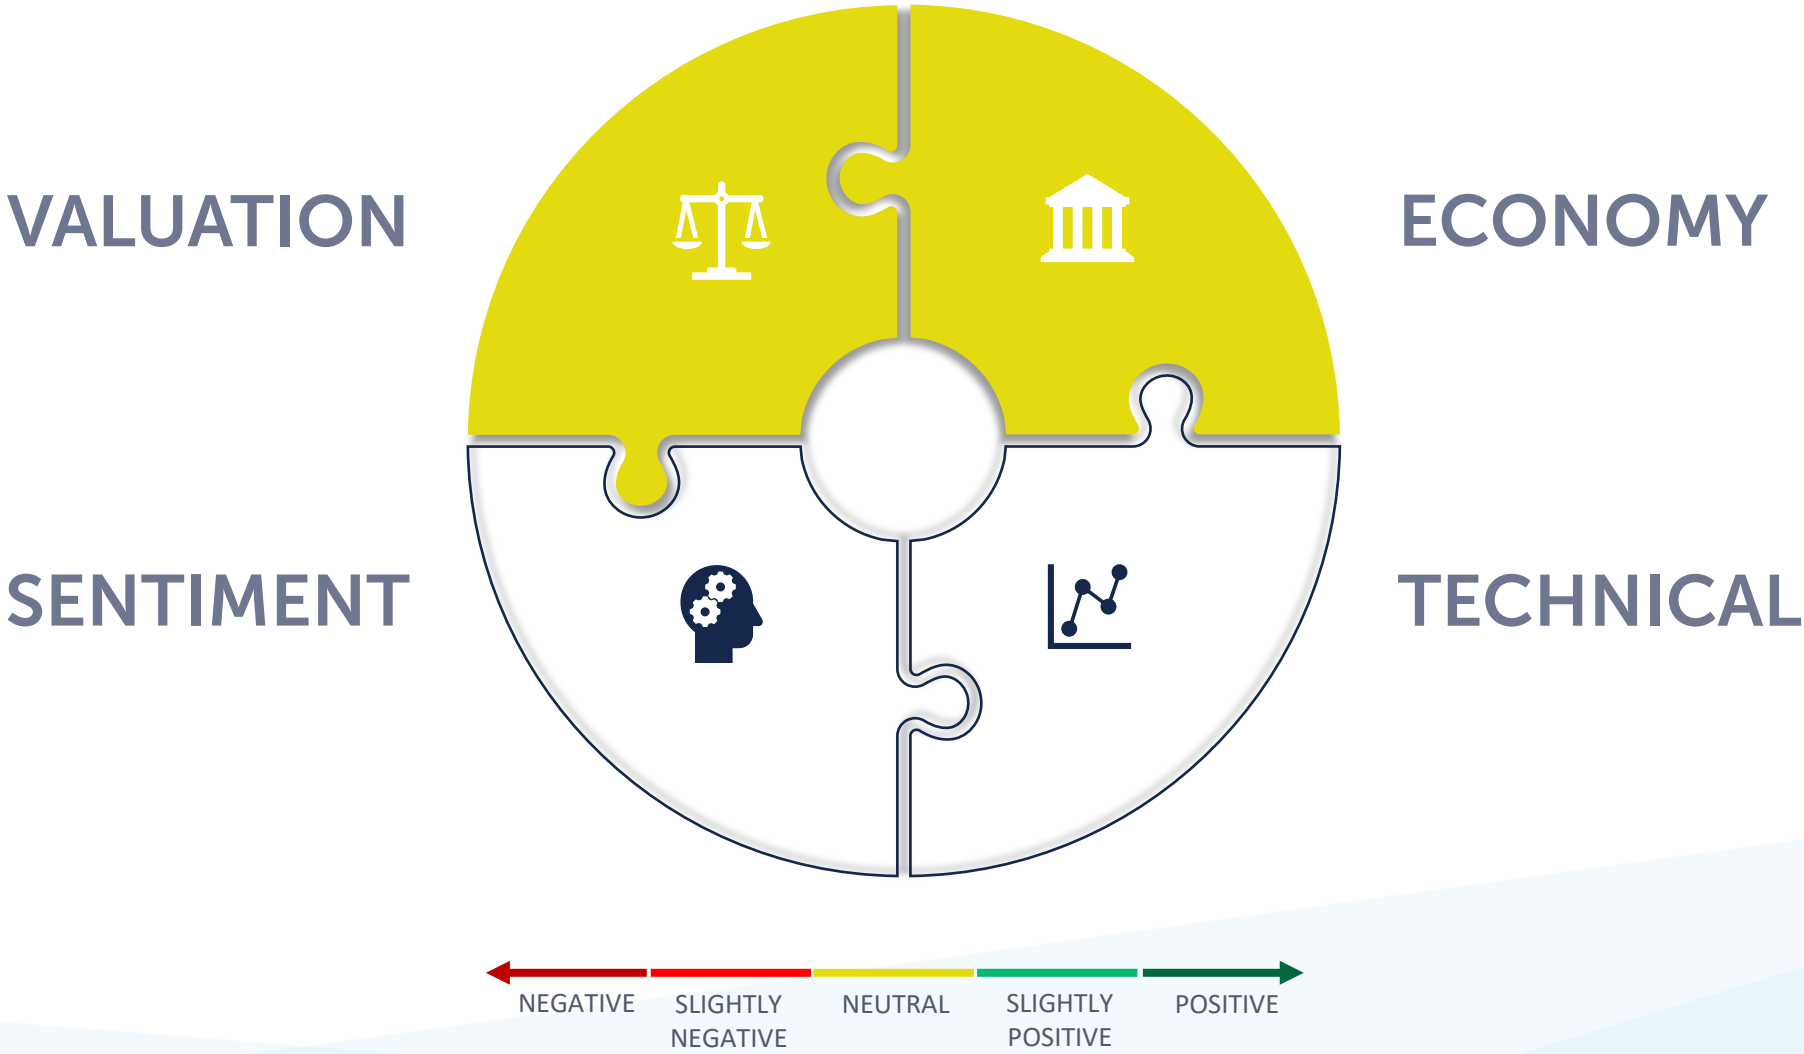 VALUATION
ECONOMY
SENTIMENT
TECHNICAL
NEGATIVE
SLIGHTLY
NEGATIVE
NEUTRAL
SLIGHTLY
POSITIVE
POSITIVE